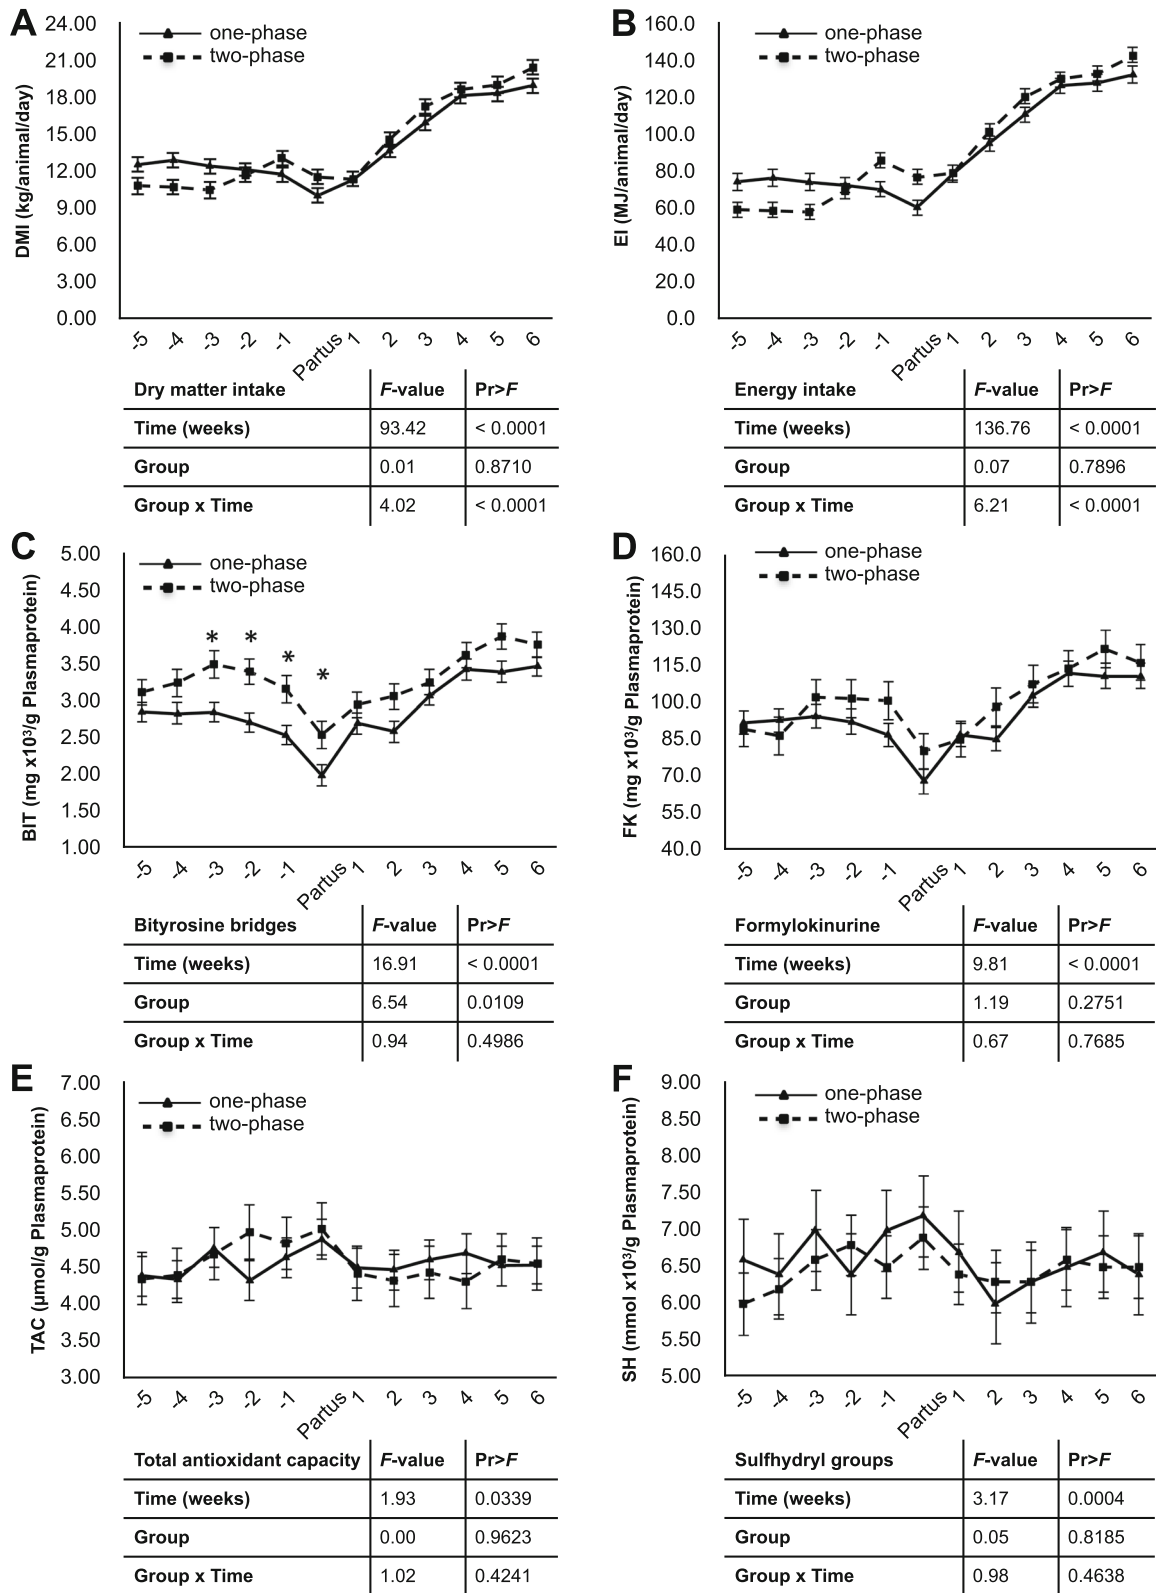 A
DMI (kg/animal/day)
24.00
21.00
18.00
15.00
12.00
9.00
6.00
3.00
0.00
one-phase
two-phase
-5 -4 -3 -2 -1 Partus 1 2 3 4 5 6
Dry matter intake F-value Pr>F
Time (weeks) 93.42 < 0.0001
Group 0.01 0.8710
Group x Time 4.02 < 0.0001
B
EI (MJ/animal/day)
160.0
140.0
120.0
100.0
80.0
60.0
40.0
20.0
0.0
one-phase
two-phase
-5 -4 -3 -2 -1 Partus 1 2 3 4 5 6
Energy intake F-value Pr>F
Time (weeks) 136.76 < 0.0001
Group 0.07 0.7896
Group x Time 6.21 < 0.0001
C
BIT (mg x10³/g Plasmaprotein)
5.00
4.50
4.00
3.50
3.00
2.50
2.00
1.50
1.00
one-phase
two-phase
* * * *
-5 -4 -3 -2 -1 Partus 1 2 3 4 5 6
Bityrosine bridges F-value Pr>F
Time (weeks) 16.91 < 0.0001
Group 6.54 0.0109
Group x Time 0.94 0.4986
D
FK (mg x10³/g Plasmaprotein)
160.0
145.0
130.0
115.0
100.0
85.0
70.0
55.0
40.0
one-phase
two-phase
-5 -4 -3 -2 -1 Partus 1 2 3 4 5 6
Formylokinurine F-value Pr>F
Time (weeks) 9.81 < 0.0001
Group 1.19 0.2751
Group x Time 0.67 0.7685
E
TAC (µmol/g Plasmaprotein)
7.00
6.50
6.00
5.50
5.00
4.50
4.00
3.50
3.00
one-phase
two-phase
-5 -4 -3 -2 -1 Partus 1 2 3 4 5 6
Total antioxidant capacity F-value Pr>F
Time (weeks) 1.93 0.0339
Group 0.00 0.9623
Group x Time 1.02 0.4241
F
SH (mmol x10³/g Plasmaprotein)
9.00
8.50
8.00
7.50
7.00
6.50
6.00
5.50
5.00
one-phase
two-phase
-5 -4 -3 -2 -1 Partus 1 2 3 4 5 6
Sulfhydryl groups F-value Pr>F
Time (weeks) 3.17 0.0004
Group 0.05 0.8185
Group x Time 0.98 0.4638